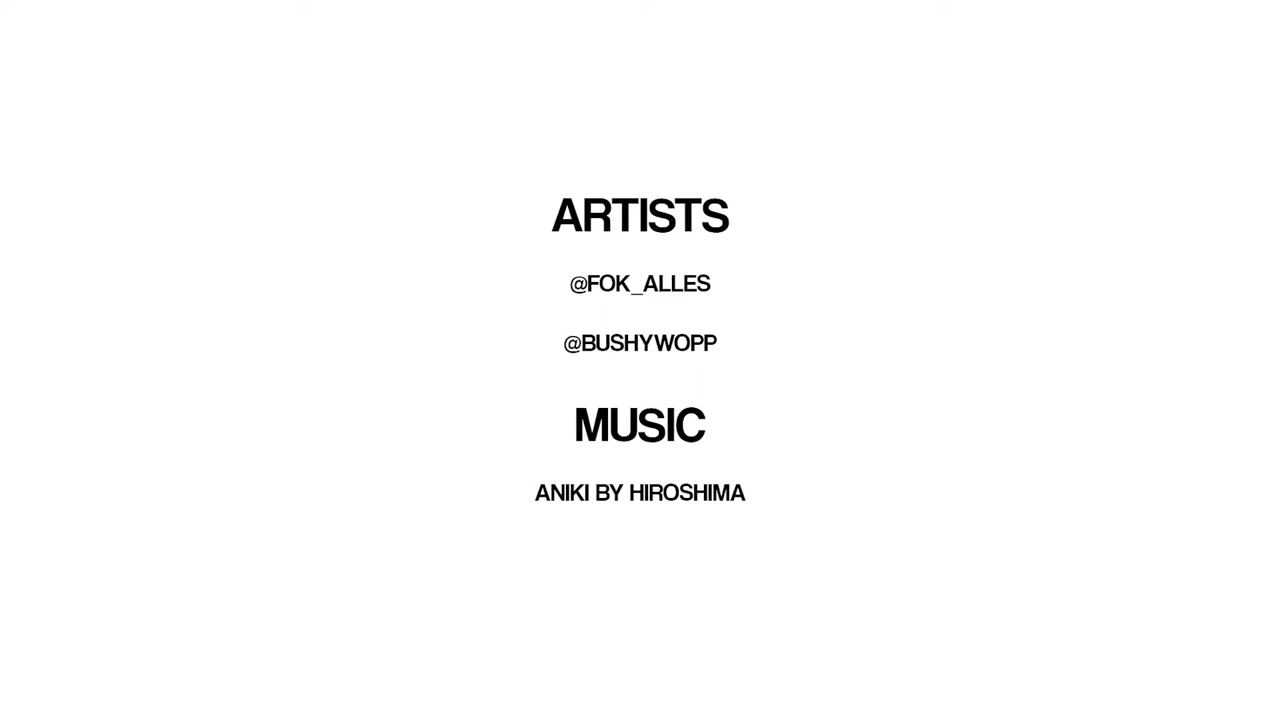 ARTISTS
@FOK_ALLES
@BUSHYWOPP
MUSIC
ANIKI BY HIROSHIMA